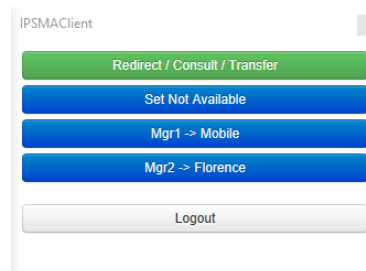 IPSMAClient
Redirect / Consult / Transfer
Set Not Available
Mgr1 -> Mobile
Mgr2 -> Florence
Logout